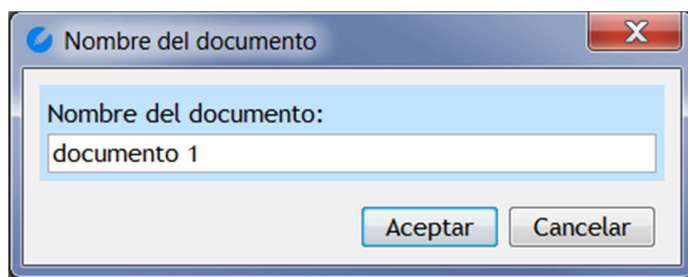 Nombre del documento
Nombre del documento:
documento 1
Aceptar Cancelar